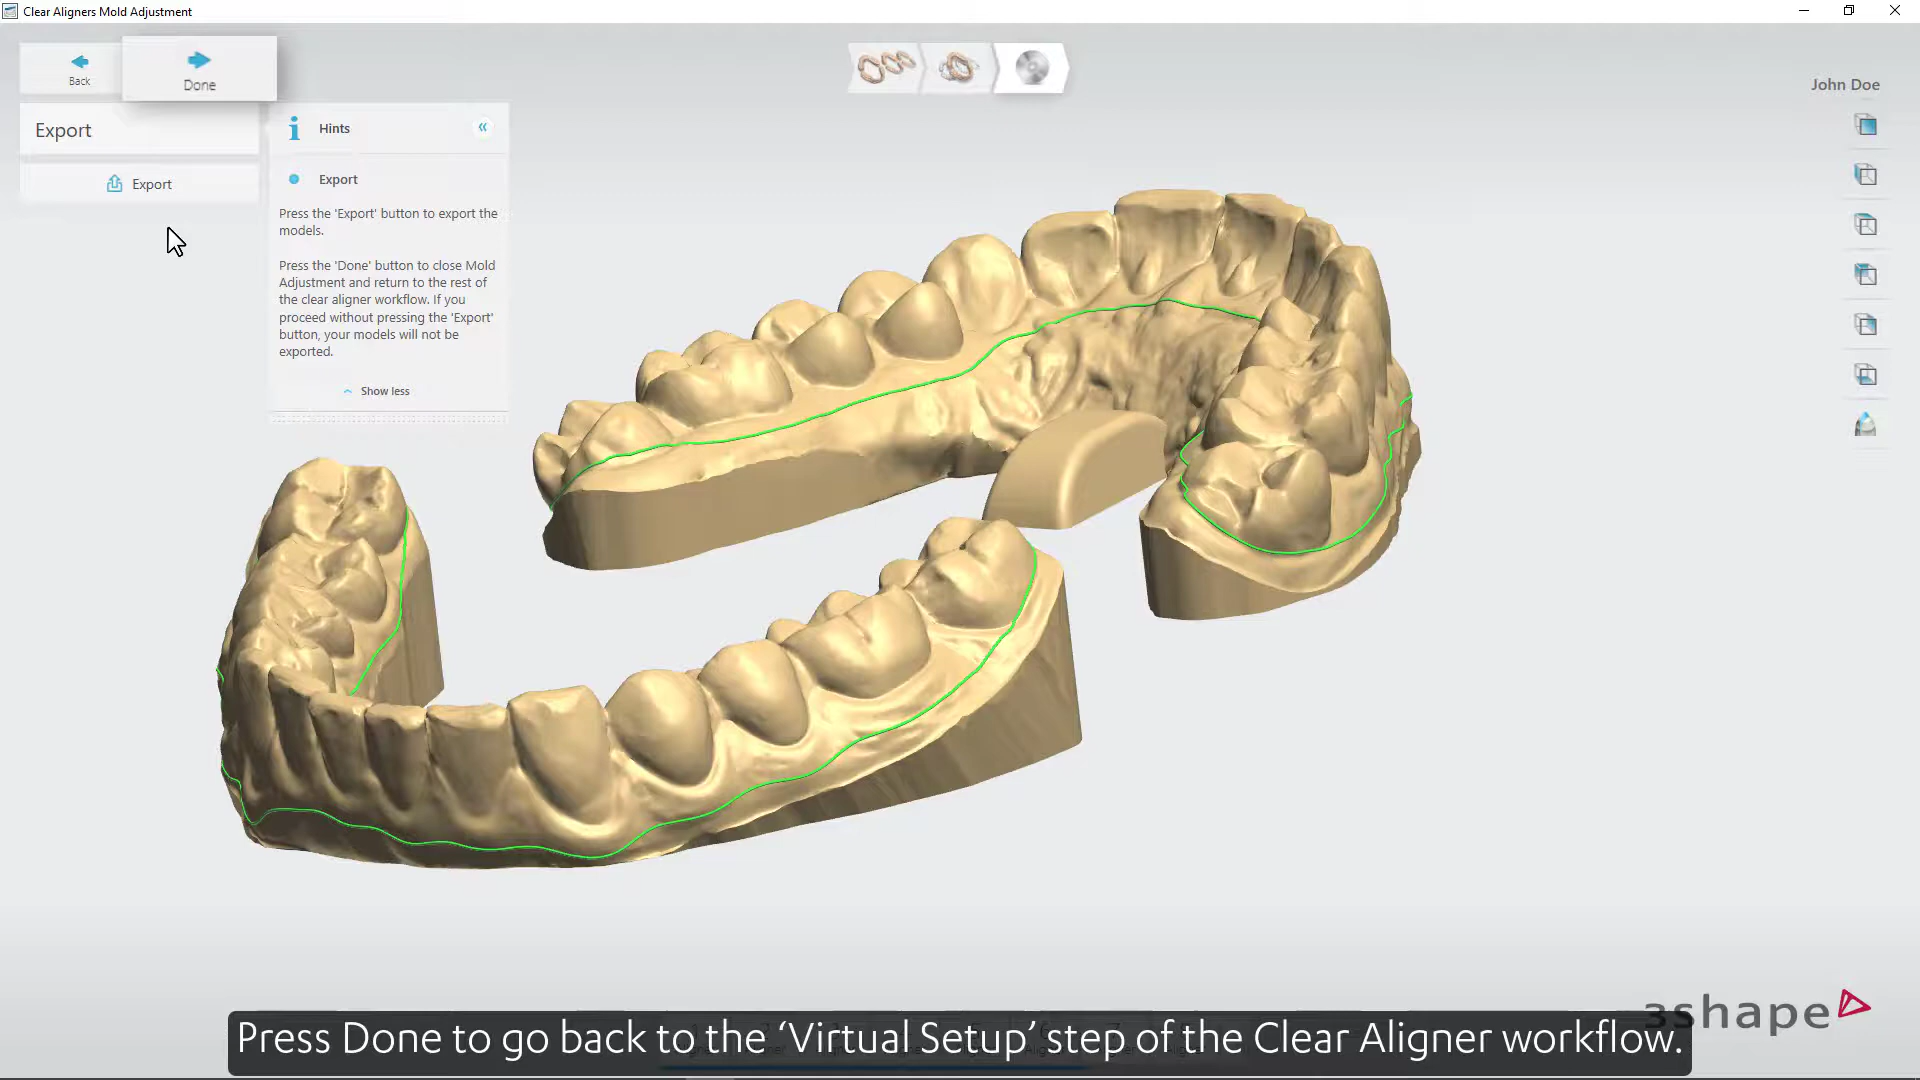 Clear Aligners Mold Adjustment
Back
Done
John Doe
Export
Hints
Export
Export
Press the 'Export' button to export the
models.
Press the 'Done' button to close Mold
Adjustment and return to the rest of
the clear aligner workflow. If you
proceed without pressing the 'Export'
button, your models will not be
exported.
Show less
3shape
Press Done to go back to the ‘Virtual Setup’ step of the Clear Aligner workflow.